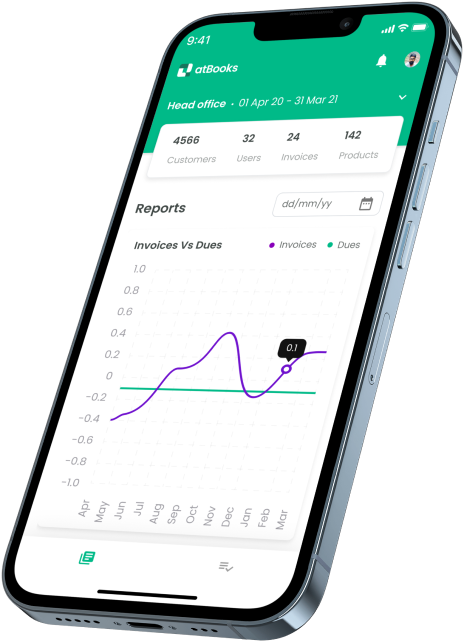 9:41
atBooks
Head office • 01 Apr 20 - 31 Mar 21
4566 32 24 142
Customers Users Invoices Products
Reports dd/mm/yy
Invoices Vs Dues Invoices Dues
1.0
0.8
0.6
0.4
0.2
0.1
0
-0.2
-0.4
-0.6
-0.8
-1.0
Apr May Jun Jul Aug Sep Oct Nov Dec Jan Feb Mar